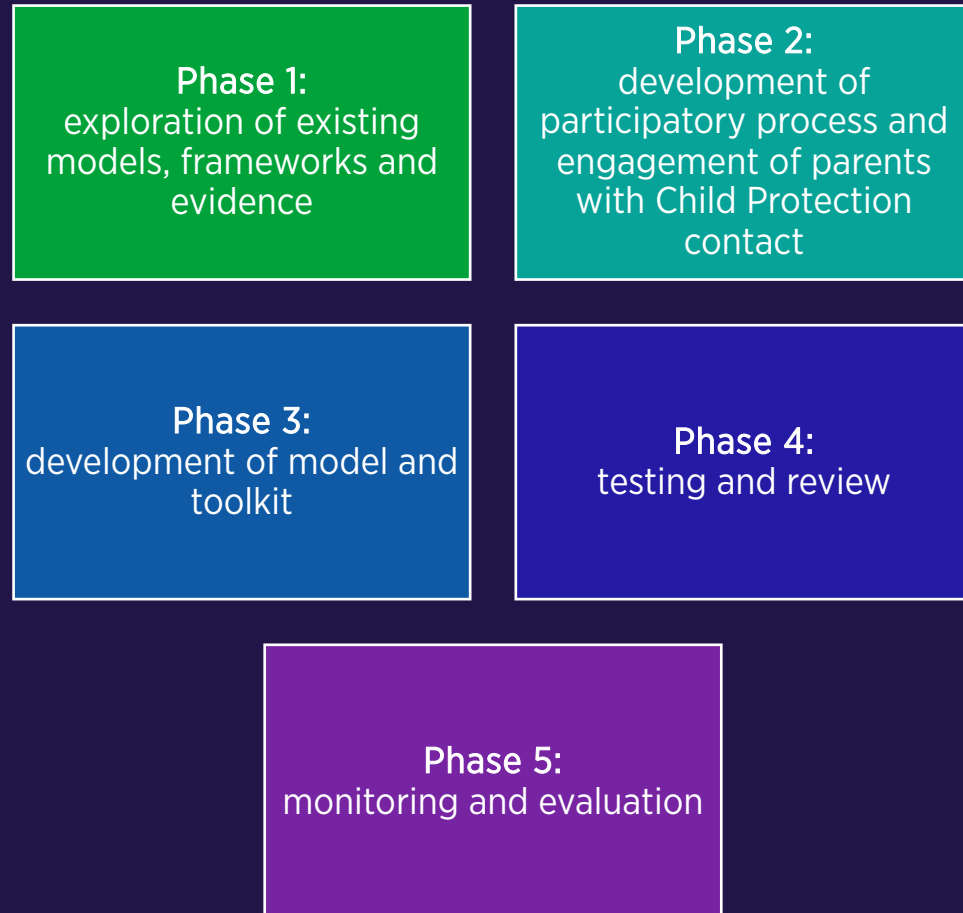 Phase 1:
exploration of existing
models, frameworks and
evidence
Phase 2:
development of
participatory process and
engagement of parents
with Child Protection
contact
Phase 3:
development of model and
toolkit
Phase 4:
testing and review
Phase 5:
monitoring and evaluation